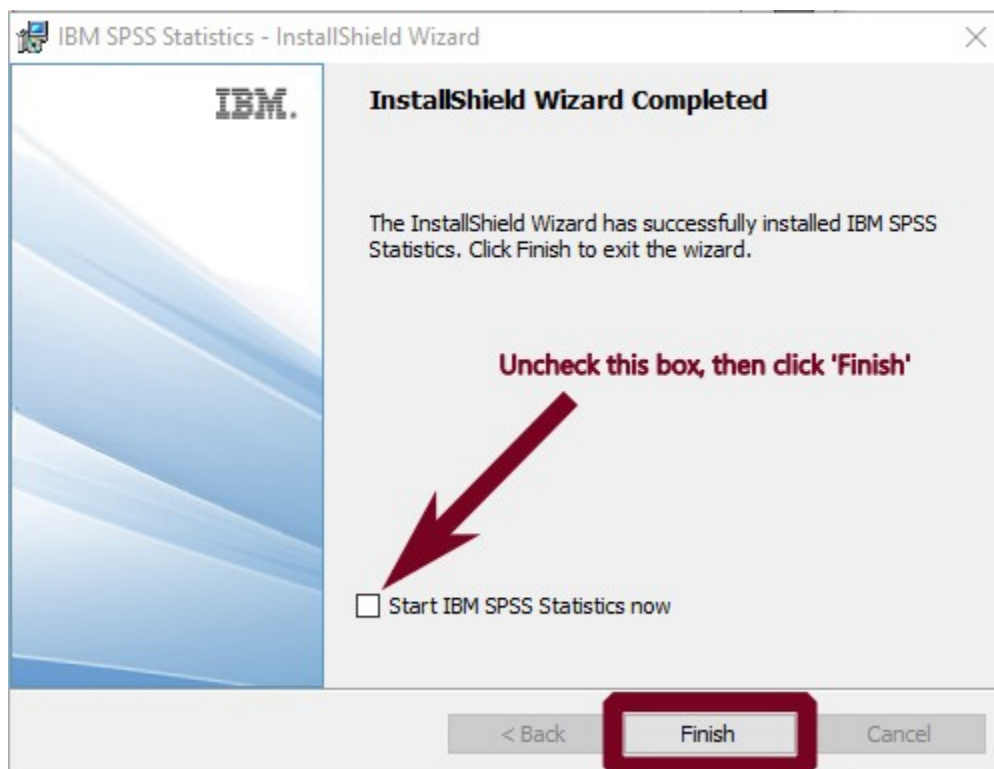 IBM SPSS Statistics - InstallShield Wizard
IBM.
InstallShield Wizard Completed
The InstallShield Wizard has successfully installed IBM SPSS
Statistics. Click Finish to exit the wizard.
Uncheck this box, then click 'Finish'
Start IBM SPSS Statistics now
< Back
Finish
Cancel